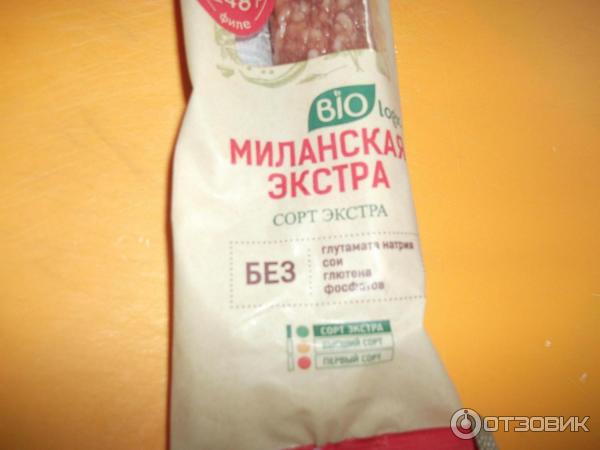 филе
BIO
МИЛАНСКАЯ
ЭКСТРА
СОРТ ЭКСТРА
БЕЗ
глутамата натрия
сои
глютена
фосфатов
СОРТ ЭКСТРА
ВЫСШИЙ СОРТ
ПЕРВЫЙ СОРТ
ОТЗОВИК